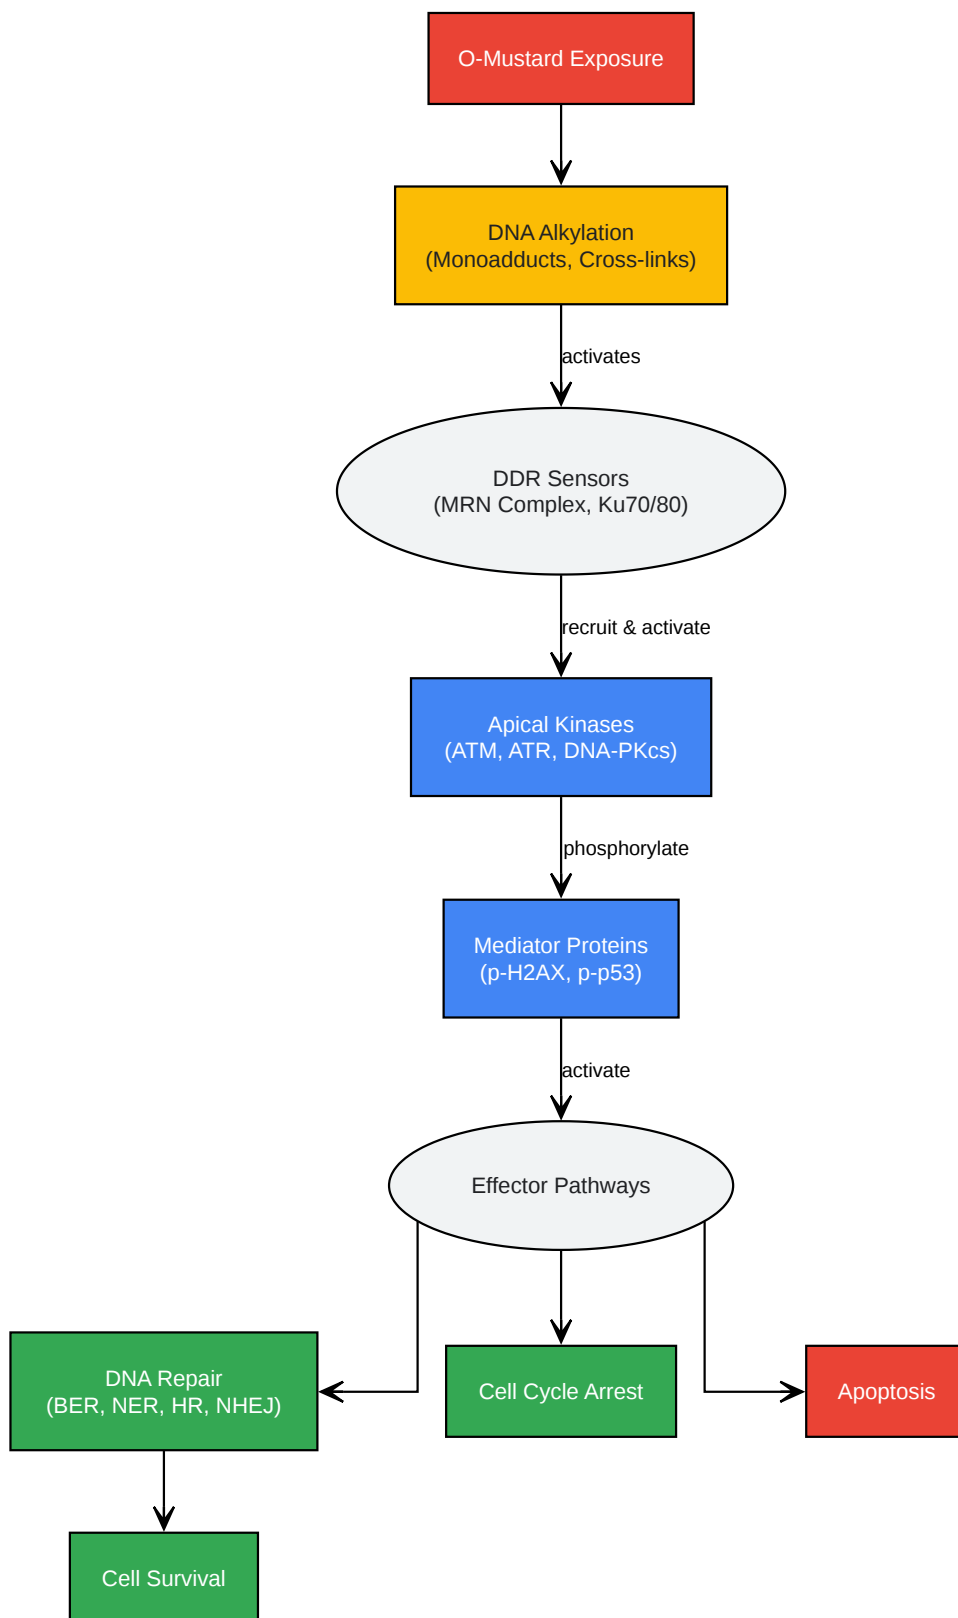 O-Mustard Exposure
DNA Alkylation
(Monoadducts, Cross-links)
activates
DDR Sensors
(MRN Complex, Ku70/80)
recruit & activate
Apical Kinases
(ATM, ATR, DNA-PKcs)
phosphorylate
Mediator Proteins
(p-H2AX, p-p53)
activate
Effector Pathways
DNA Repair
(BER, NER, HR, NHEJ)
Cell Cycle Arrest
Apoptosis
Cell Survival